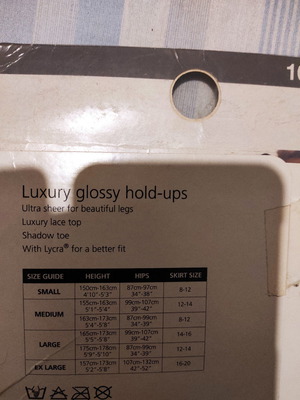 10
Luxury glossy hold-ups
Ultra sheer for beautiful legs
Luxury lace top
Shadow toe
With Lycra® for a better fit
SIZE GUIDE HEIGHT HIPS SKIRT SIZE
SMALL 150cm-163cm 87cm-97cm 8-12
4'10"-5'3" 34"-38"
MEDIUM 155cm-163cm 99cm-107cm 12-14
5'1"-5'4" 39"-42"
163cm-173cm 87cm-99cm 8-12
5'4"-5'8" 34"-39"
LARGE 165cm-173cm 99cm-107cm 14-16
5'5"-5'8" 39"-42"
175cm-178cm 87cm-99cm 12-14
5'9"-5'10" 34"-39"
EX LARGE 157cm-173cm 107cm-132cm 16-20
5'2"-5'8" 42"-52"